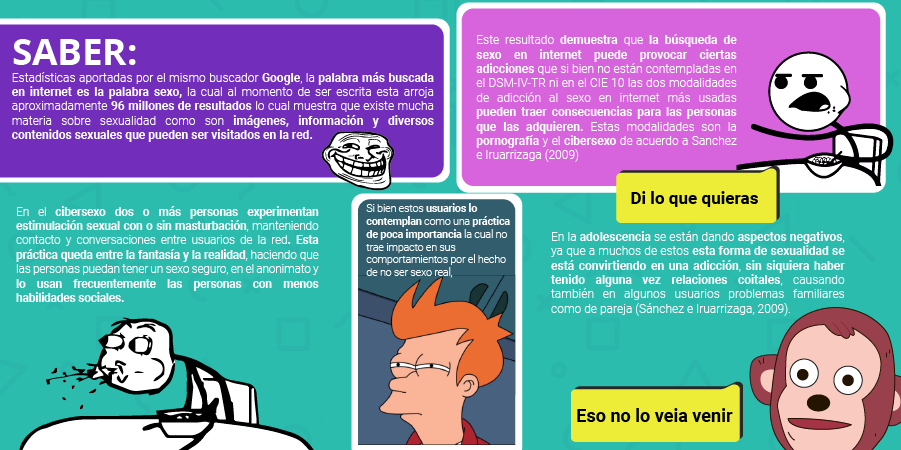 SABER:
Estadísticas aportadas por el mismo buscador Google, la palabra más buscada
en internet es la palabra sexo, la cual al momento de ser escrita esta arroja
aproximadamente 96 millones de resultados lo cual muestra que existe mucha
materia sobre sexualidad como son imágenes, información y diversos
contenidos sexuales que pueden ser visitados en la red.
Este resultado demuestra que la búsqueda de
sexo en internet puede provocar ciertas
adicciones que si bien no están contempladas en
el DSM-IV-TR ni en el CIE 10 las dos modalidades
de adicción al sexo en internet más usadas
pueden traer consecuencias para las personas
que las adquieren. Estas modalidades son la
pornografía y el cibersexo de acuerdo a Sanchez
e Iruarrizaga (2009)
Di lo que quieras
En el cibersexo dos o más personas experimentan
estimulación sexual con o sin masturbación, manteniendo
contacto y conversaciones entre usuarios de la red. Esta
práctica queda entre la fantasía y la realidad, haciendo que
las personas puedan tener un sexo seguro, en el anonimato y
lo usan frecuentemente las personas con menos
habilidades sociales.
Si bien estos usuarios lo
contemplan como una práctica
de poca importancia la cual no
trae impacto en sus
comportamientos por el hecho
de no ser sexo real,
En la adolescencia se están dando aspectos negativos,
ya que a muchos de estos esta forma de sexualidad se
está convirtiendo en una adicción, sin siquiera haber
tenido alguna vez relaciones coitales, causando
también en algunos usuarios problemas familiares
como de pareja (Sánchez e Iruarrizaga, 2009).
Eso no lo veia venir